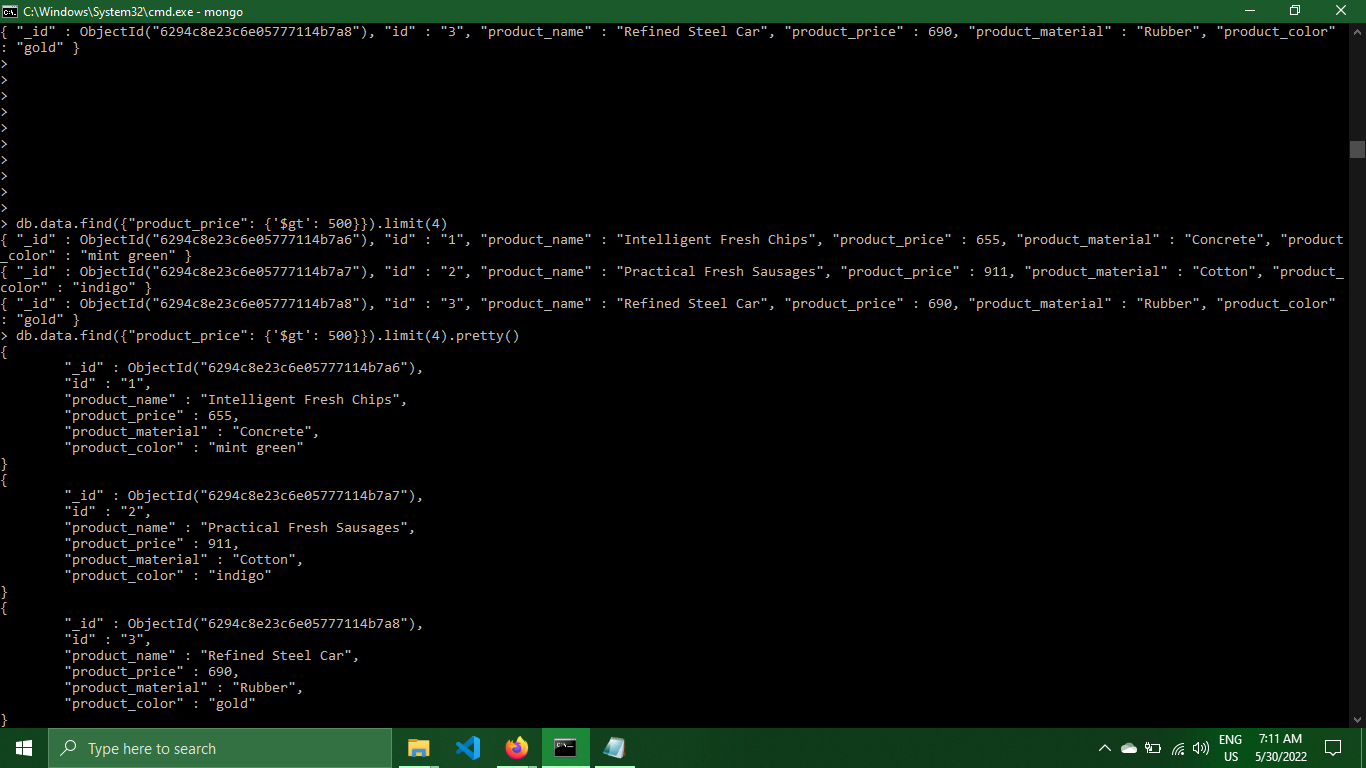 C:\Windows\System32\cmd.exe - mongo
{ "_id" : ObjectId("6294c8e23c6e05777114b7a8"), "id" : "3", "product_name" : "Refined Steel Car", "product_price" : 690, "product_material" : "Rubber", "product_color"
: "gold" }
>
>
>
>
>
>
>
>
>
>
> db.data.find({"product_price": {'$gt': 500}}).limit(4)
{ "_id" : ObjectId("6294c8e23c6e05777114b7a6"), "id" : "1", "product_name" : "Intelligent Fresh Chips", "product_price" : 655, "product_material" : "Concrete", "product
_color" : "mint green" }
{ "_id" : ObjectId("6294c8e23c6e05777114b7a7"), "id" : "2", "product_name" : "Practical Fresh Sausages", "product_price" : 911, "product_material" : "Cotton", "product_
color" : "indigo" }
{ "_id" : ObjectId("6294c8e23c6e05777114b7a8"), "id" : "3", "product_name" : "Refined Steel Car", "product_price" : 690, "product_material" : "Rubber", "product_color"
: "gold" }
> db.data.find({"product_price": {'$gt': 500}}).limit(4).pretty()
{
"_id" : ObjectId("6294c8e23c6e05777114b7a6"),
"id" : "1",
"product_name" : "Intelligent Fresh Chips",
"product_price" : 655,
"product_material" : "Concrete",
"product_color" : "mint green"
}
{
"_id" : ObjectId("6294c8e23c6e05777114b7a7"),
"id" : "2",
"product_name" : "Practical Fresh Sausages",
"product_price" : 911,
"product_material" : "Cotton",
"product_color" : "indigo"
}
{
"_id" : ObjectId("6294c8e23c6e05777114b7a8"),
"id" : "3",
"product_name" : "Refined Steel Car",
"product_price" : 690,
"product_material" : "Rubber",
"product_color" : "gold"
}
Type here to search
ENG
US
7:11 AM
5/30/2022